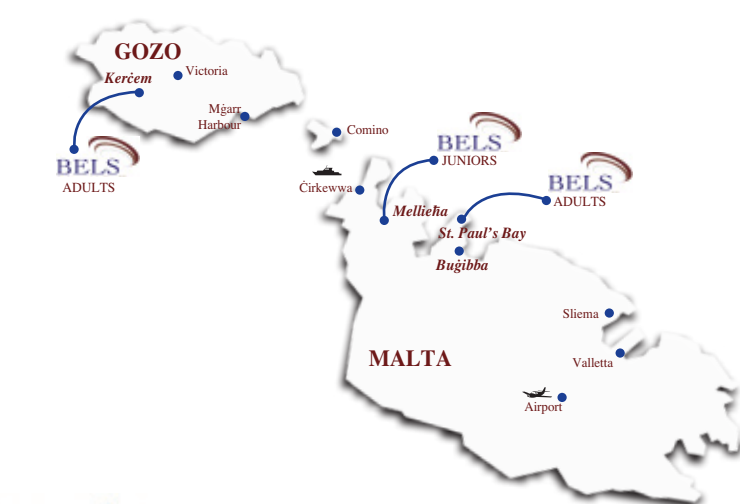 GOZO
Kerċem
Victoria
Mġarr
Harbour
BELS
ADULTS
Comino
BELS
JUNIORS
BELS
ADULTS
Ċirkewwa
Mellieħa
St. Paul's Bay
Buġibba
Sliema
MALTA
Valletta
Airport